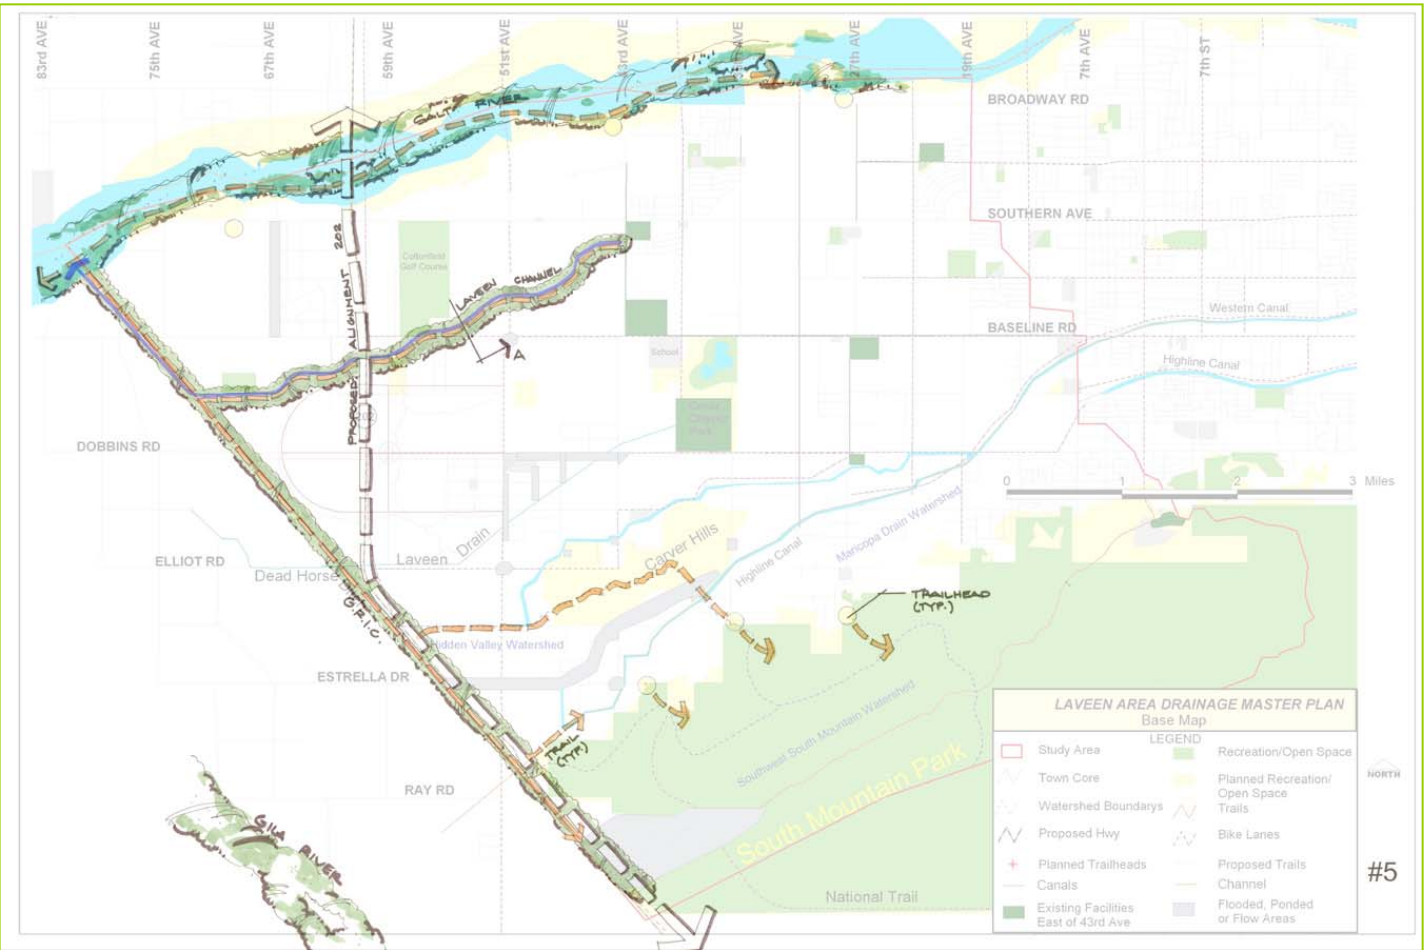 83rd AVE
75th AVE
67th AVE
59th AVE
51st AVE
27th AVE
19th AVE
7th AVE
7th ST
SALT RIVER
BROADWAY RD
SOUTHERN AVE
202
PROPOSED ALIGNMENT
Cottonfield
Golf Course
LAVEEN CHANNEL
A
Western Canal
BASELINE RD
School
Highline Canal
DOBBINS RD
0 1 2 3 Miles
Maricopa Drain Watershed
Laveen Drain
Carver Hills
Highline Canal
ELLIOT RD
Dead Horse
G.R.I.C.
TRAILHEAD
(TYP.)
Hidden Valley Watershed
ESTRELLA DR
Southwest South Mountain Watershed
TRAIL
(TYP.)
RAY RD
South Mountain Park
GILA RIVER
National Trail
LAVEEN AREA DRAINAGE MASTER PLAN
Base Map
LEGEND
Study Area
Town Core
Watershed Boundarys
Proposed Hwy
Planned Trailheads
Canals
Existing Facilities
East of 43rd Ave
Recreation/Open Space
Planned Recreation/
Open Space
Trails
Bike Lanes
Proposed Trails
Channel
Flooded, Ponded
or Flow Areas
NORTH
#5